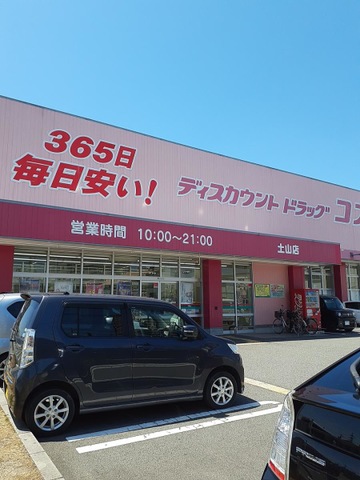 365日
毎日安い!
ディスカウント ドラッグ コス
営業時間 10:00～21:00
土山店